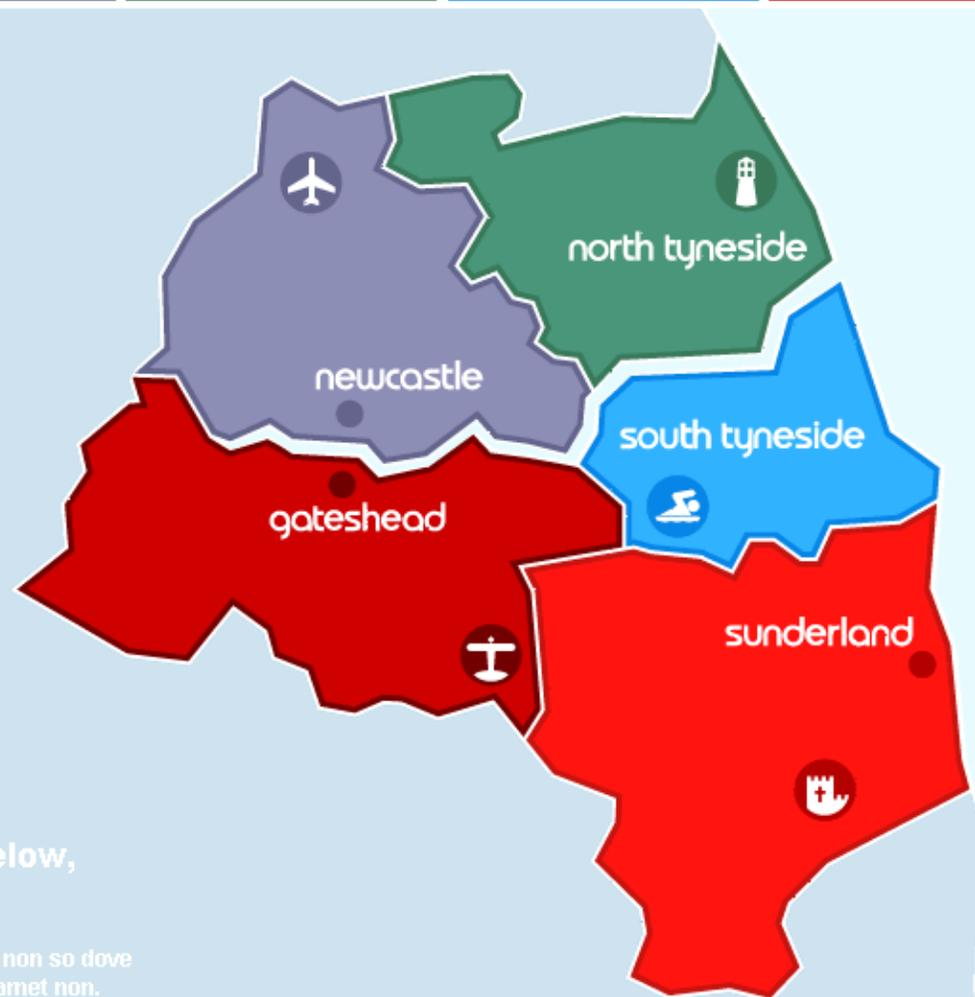 north tyneside
newcastle
south tyneside
gateshead
sunderland
elow,
non so dove
amet non.